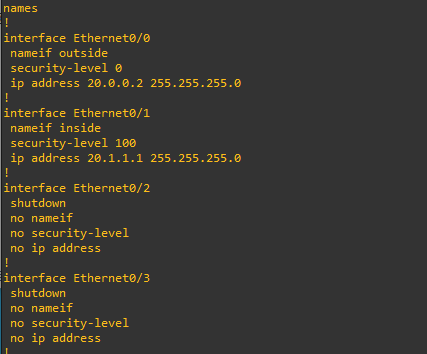 names
!
interface Ethernet0/0
 nameif outside
 security-level 0
 ip address 20.0.0.2 255.255.255.0
!
interface Ethernet0/1
 nameif inside
 security-level 100
 ip address 20.1.1.1 255.255.255.0
!
interface Ethernet0/2
 shutdown
 no nameif
 no security-level
 no ip address
!
interface Ethernet0/3
 shutdown
 no nameif
 no security-level
 no ip address
!